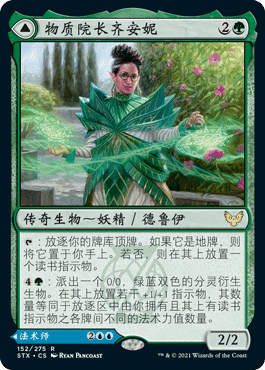 物质院长齐安妮 2
传奇生物～妖精／德鲁伊
：放逐你的牌库顶牌。如果它是地牌，则
将它置于你手上。若否，则在其上放置一
个读书指示物。
4 ：派出一个0/0，绿蓝双色的分灵衍生
生物。在其上放置若干+1/+1指示物，其数
量等于放逐区中由你拥有且其上有读书
指示物之各牌间不同的法术力值数量。
法术师 2
2/2
152/275 R
STX • CS RYAN PANCOAST
™ & © 2021 Wizards of the Coast